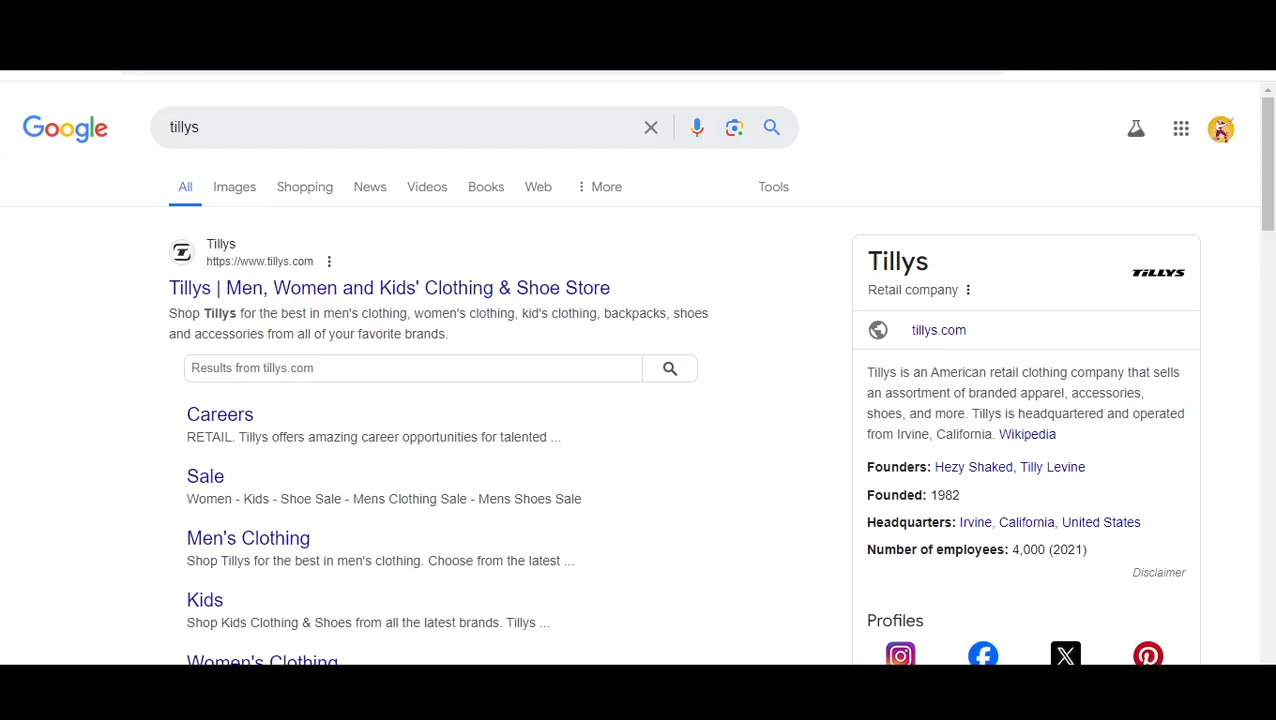 Google
tillys
All
Images
Shopping
News
Videos
Books
Web
More
Tools
Tillys
https://www.tillys.com
Tillys | Men, Women and Kids' Clothing & Shoe Store
Shop Tillys for the best in men's clothing, women's clothing, kid's clothing, backpacks, shoes
and accessories from all of your favorite brands.
Results from tillys.com
Careers
RETAIL. Tillys offers amazing career opportunities for talented ...
Sale
Women - Kids - Shoe Sale - Mens Clothing Sale - Mens Shoes Sale
Men's Clothing
Shop Tillys for the best in men's clothing. Choose from the latest ...
Kids
Shop Kids Clothing & Shoes from all the latest brands. Tillys ...
Women's Clothing
Tillys
TILLYS
Retail company
tillys.com
Tillys is an American retail clothing company that sells
an assortment of branded apparel, accessories,
shoes, and more. Tillys is headquartered and operated
from Irvine, California. Wikipedia
Founders: Hezy Shaked, Tilly Levine
Founded: 1982
Headquarters: Irvine, California, United States
Number of employees: 4,000 (2021)
Disclaimer
Profiles